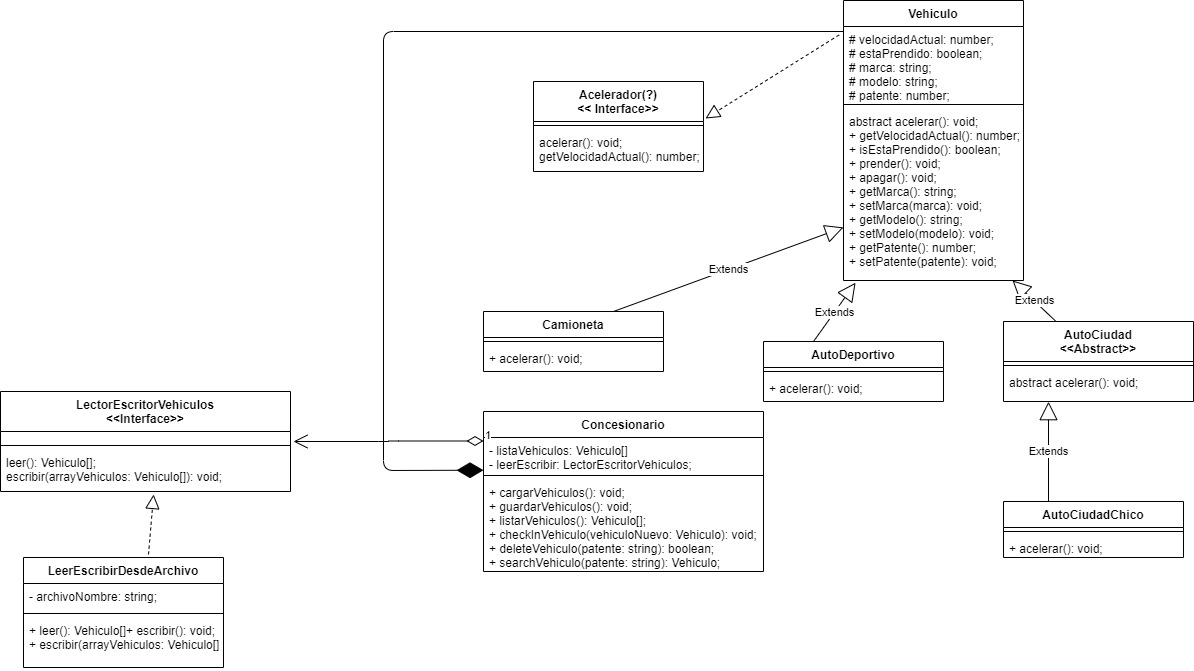 Vehiculo
# velocidadActual: number;
# estaPrendido: boolean;
# marca: string;
# modelo: string;
# patente: number;
abstract acelerar(): void;
+ getVelocidadActual(): number;
+ isEstaPrendido(): boolean;
+ prender(): void;
+ apagar(): void;
+ getMarca(): string;
+ setMarca(marca): void;
+ getModelo(): string;
+ setModelo(modelo): void;
+ getPatente(): number;
+ setPatente(patente): void;
Acelerador(?)
<< Interface>>
acelerar(): void;
getVelocidadActual(): number;
Extends
Extends
Extends
Camioneta
+ acelerar(): void;
AutoDeportivo
+ acelerar(): void;
AutoCiudad
<<Abstract>>
abstract acelerar(): void;
Extends
AutoCiudadChico
+ acelerar(): void;
LectorEscritorVehiculos
<<Interface>>
leer(): Vehiculo[];
escribir(arrayVehiculos: Vehiculo[]): void;
1
Concesionario
- listaVehiculos: Vehiculo[]
- leerEscribir: LectorEscritorVehiculos;
+ cargarVehiculos(): void;
+ guardarVehiculos(): void;
+ listarVehiculos(): Vehiculo[];
+ checkInVehiculo(vehiculoNuevo: Vehiculo): void;
+ deleteVehiculo(patente: string): boolean;
+ searchVehiculo(patente: string): Vehiculo;
LeerEscribirDesdeArchivo
- archivoNombre: string;
+ leer(): Vehiculo[]+ escribir(): void;
+ escribir(arrayVehiculos: Vehiculo[]